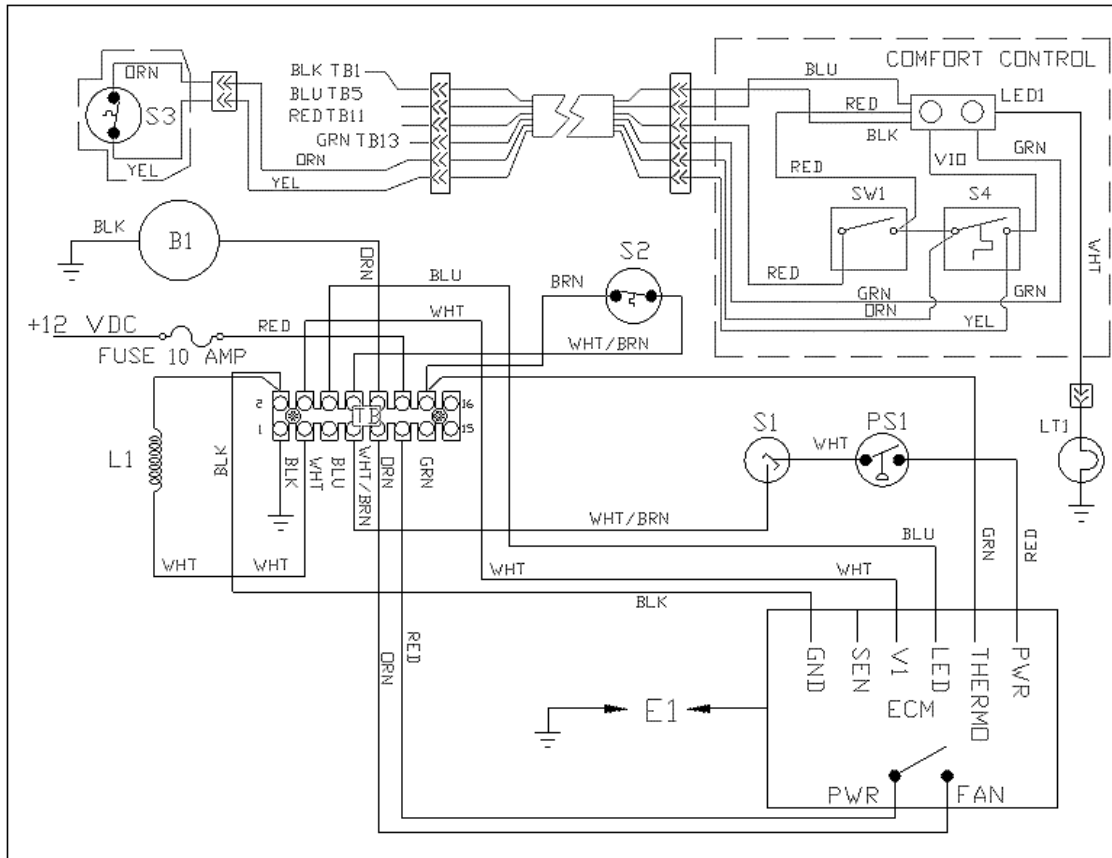 COMFORT CONTROL
ORN
S3
YEL
BLK TB1
BLU TB5
RED TB11
GRN TB13
ORN
YEL
BLU
RED
BLK
LED1
VIO
GRN
RED
SW1
S4
WHT
RED
GRN
GRN
ORN
YEL
BLK
B1
ORN
BLU
BRN
S2
+12 VDC
RED
WHT
WHT/BRN
FUSE 10 AMP
2
16
TB
1
15
L1
BLK
BLK
WHT
BLU
WHT/BRN
ORN
GRN
S1
WHT
PS1
LT1
WHT/BRN
BLU
GRN
RED
WHT
WHT
WHT
WHT
BLK
ORN
RED
GND
SEN
V1
LED
THERMO
PWR
ECM
E1
PWR
FAN